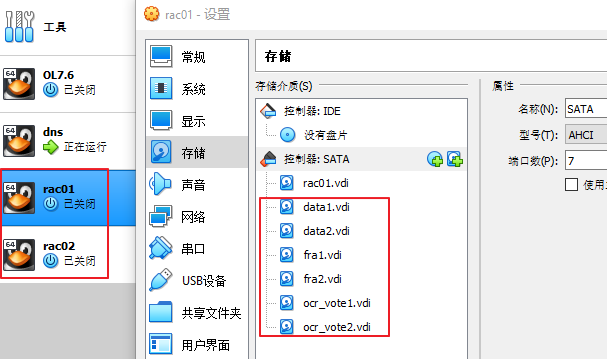 工具
64
OL7.6
已关闭
64
dns
正在运行
64
rac01
已关闭
64
rac02
已关闭
rac01 - 设置
常规
系统
显示
存储
声音
网络
串口
USB设备
共享文件夹
用户界面
存储
存储介质(S)
控制器: IDE
没有盘片
控制器: SATA
rac01.vdi
data1.vdi
data2.vdi
fra1.vdi
fra2.vdi
ocr_vote1.vdi
ocr_vote2.vdi
属性
名称(N): SATA
类型(T): AHCI
端口数(P): 7
使用